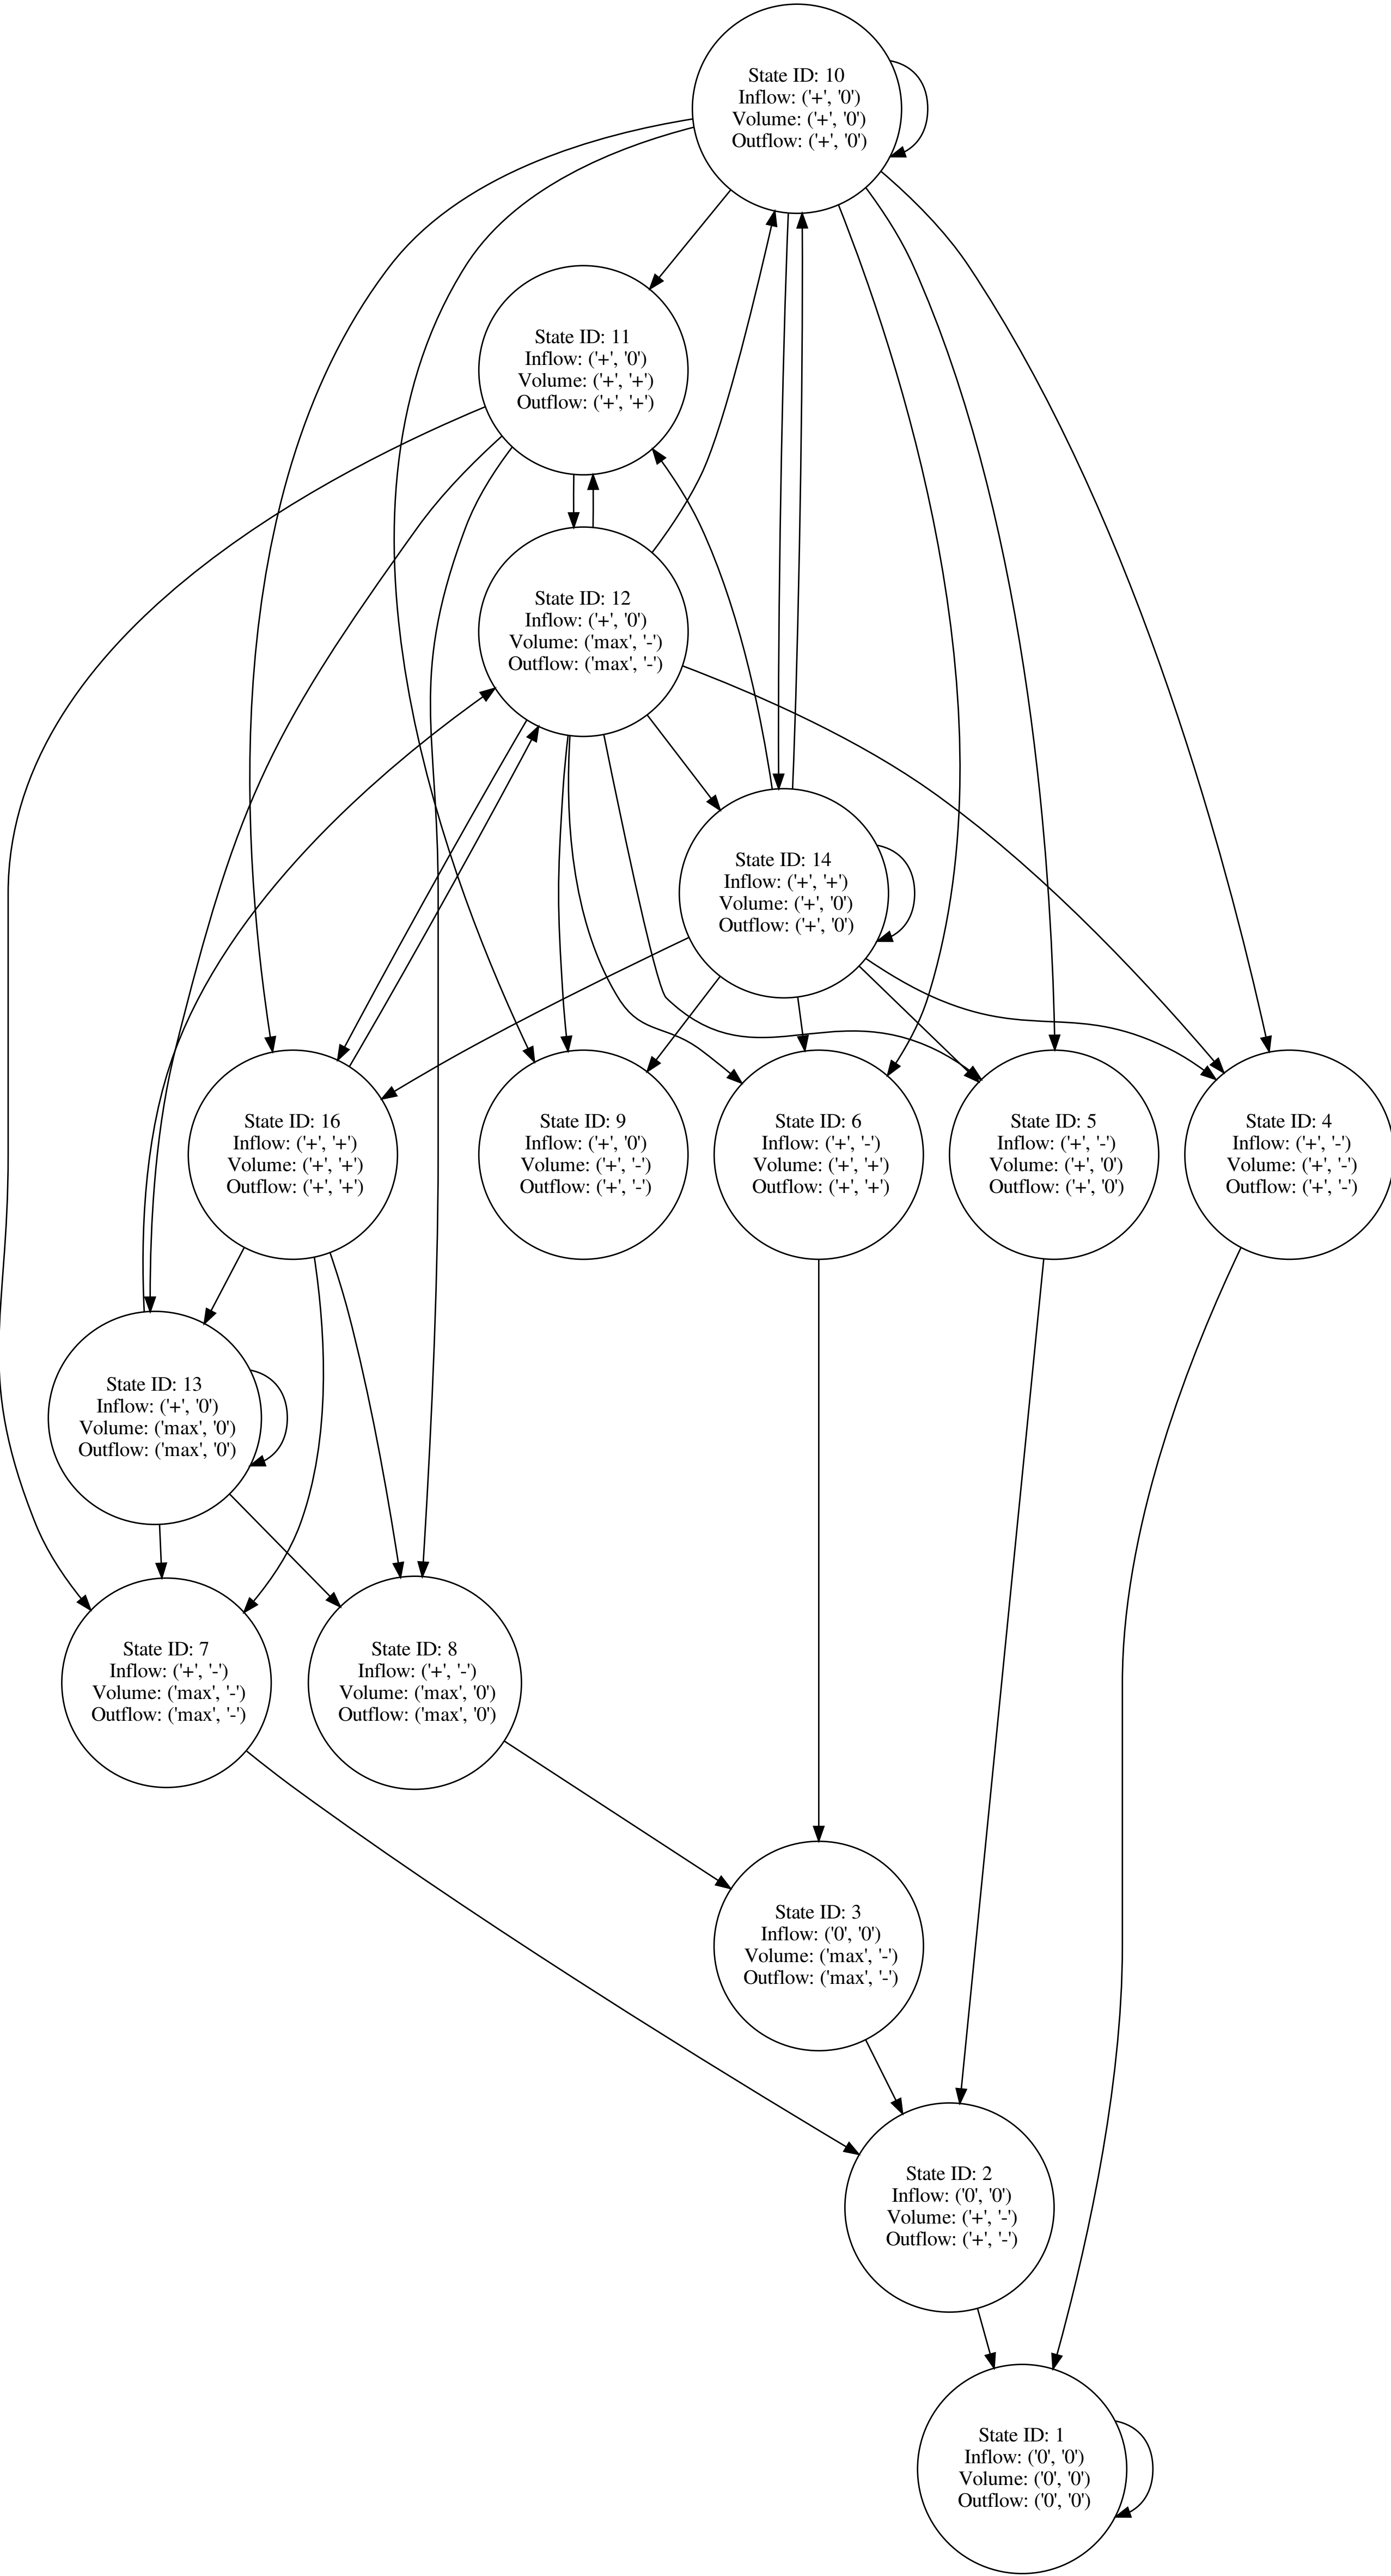 State ID: 10
Inflow: ('+', '0')
Volume: ('+', '0')
Outflow: ('+', '0')
State ID: 11
Inflow: ('+', '0')
Volume: ('+', '+')
Outflow: ('+', '+')
State ID: 12
Inflow: ('+', '0')
Volume: ('max', '-')
Outflow: ('max', '-')
State ID: 14
Inflow: ('+', '+')
Volume: ('+', '0')
Outflow: ('+', '0')
State ID: 16
Inflow: ('+', '+')
Volume: ('+', '+')
Outflow: ('+', '+')
State ID: 9
Inflow: ('+', '0')
Volume: ('+', '-')
Outflow: ('+', '-')
State ID: 6
Inflow: ('+', '-')
Volume: ('+', '+')
Outflow: ('+', '+')
State ID: 5
Inflow: ('+', '-')
Volume: ('+', '0')
Outflow: ('+', '0')
State ID: 4
Inflow: ('+', '-')
Volume: ('+', '-')
Outflow: ('+', '-')
State ID: 13
Inflow: ('+', '0')
Volume: ('max', '0')
Outflow: ('max', '0')
State ID: 7
Inflow: ('+', '-')
Volume: ('max', '-')
Outflow: ('max', '-')
State ID: 8
Inflow: ('+', '-')
Volume: ('max', '0')
Outflow: ('max', '0')
State ID: 3
Inflow: ('0', '0')
Volume: ('max', '-')
Outflow: ('max', '-')
State ID: 2
Inflow: ('0', '0')
Volume: ('+', '-')
Outflow: ('+', '-')
State ID: 1
Inflow: ('0', '0')
Volume: ('0', '0')
Outflow: ('0', '0')